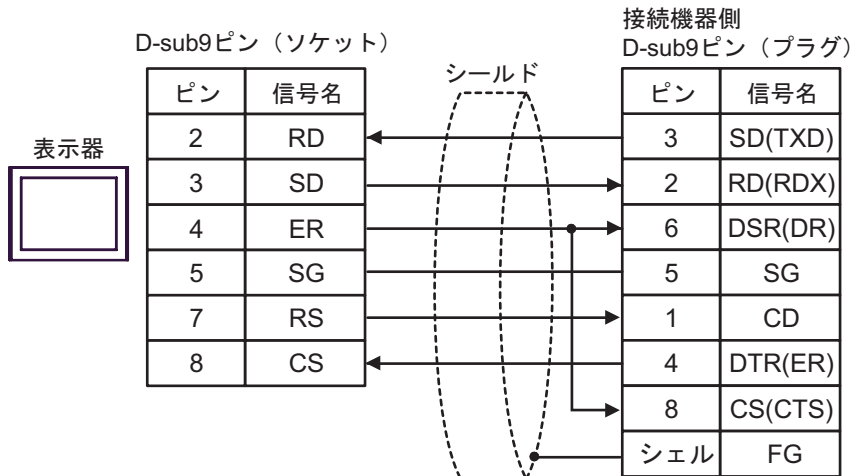 接続機器側
D-sub9ピン（ソケット）
D-sub9ピン（プラグ）
シールド
表示器
ピン 信号名
2 RD
3 SD
4 ER
5 SG
7 RS
8 CS
ピン 信号名
3 SD(TXD)
2 RD(RDX)
6 DSR(DR)
5 SG
1 CD
4 DTR(ER)
8 CS(CTS)
シェル FG